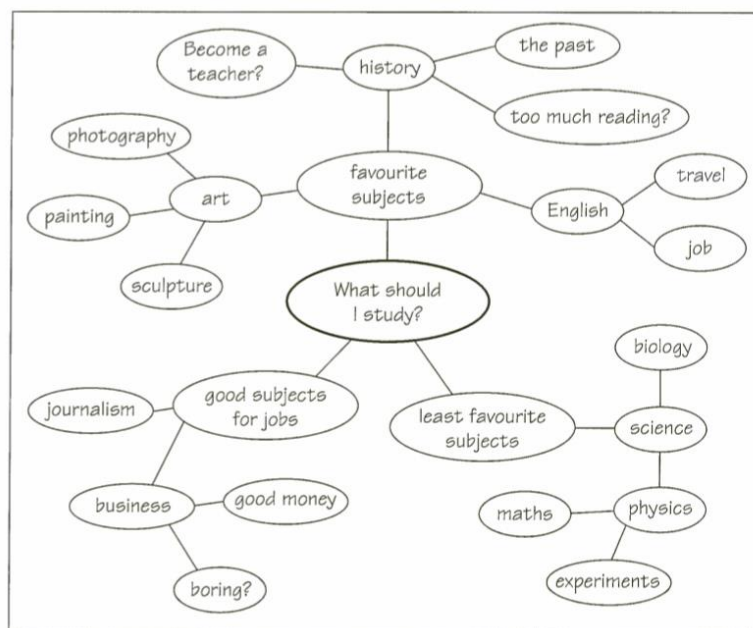 Become a
teacher?
history
the past
too much reading?
photography
art
painting
sculpture
favourite
subjects
English
travel
job
What should
I study?
journalism
good subjects
for jobs
business
good money
boring?
least favourite
subjects
biology
science
physics
maths
experiments